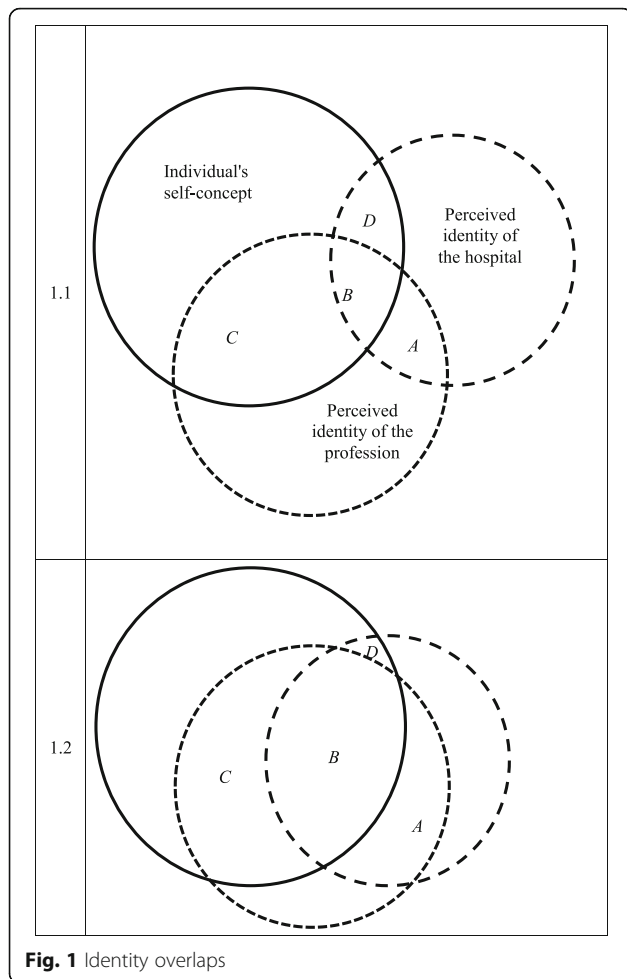 1.1
Individual's
self-concept
D
Perceived
identity of
the hospital
B
C
A
Perceived
identity of the
profession
1.2
D
B
C
A
Fig. 1 Identity overlaps